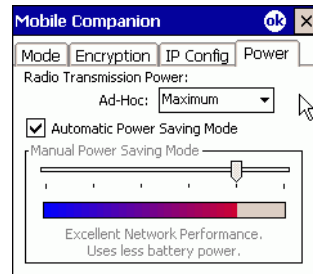 Mobile Companion ok
Mode Encryption IP Config Power
Radio Transmission Power:
Ad-Hoc: Maximum
Automatic Power Saving Mode
Manual Power Saving Mode
Excellent Network Performance.
Uses less battery power.